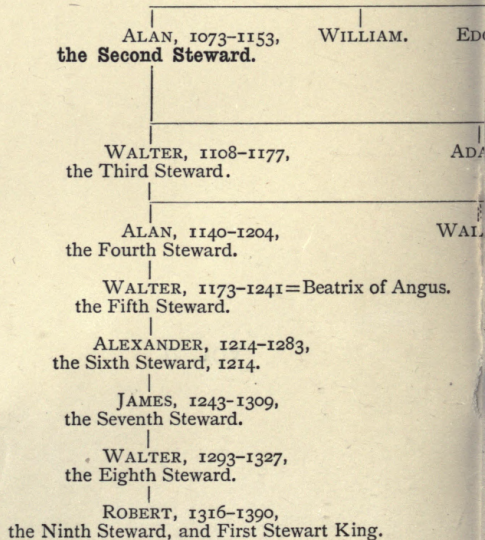 ALAN, 1073–1153, WILLIAM.
the Second Steward.
WALTER, 1108–1177,
the Third Steward.
ALAN, 1140–1204,
the Fourth Steward.
WALTER, 1173–1241=Beatrix of Angus.
the Fifth Steward.
ALEXANDER, 1214–1283,
the Sixth Steward, 1214.
JAMES, 1243–1309,
the Seventh Steward.
WALTER, 1293–1327,
the Eighth Steward.
ROBERT, 1316–1390,
the Ninth Steward, and First Stewart King.